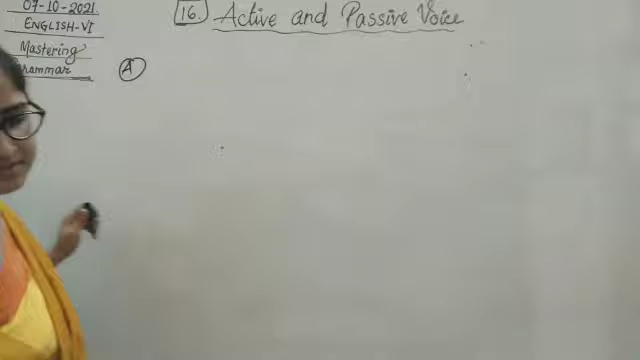 07-10-2021
ENGLISH-VI
Mastering
Grammar
16. Active and Passive Voice
A